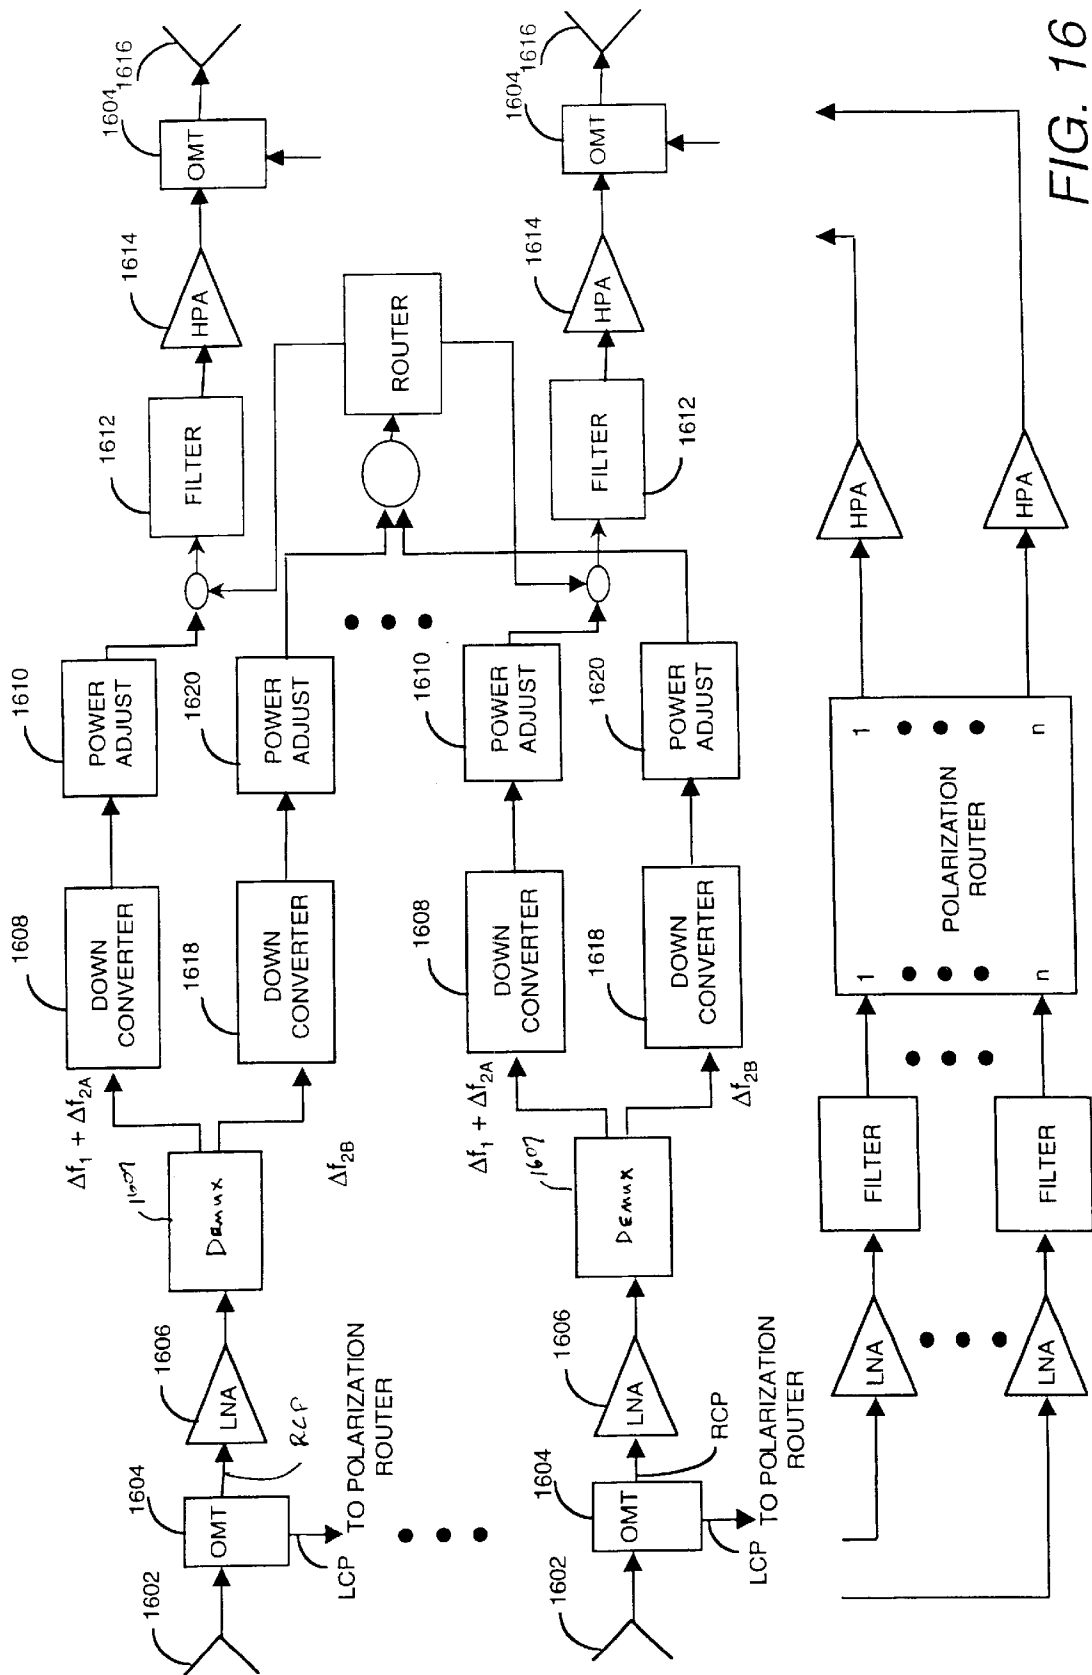 1602
1604
OMT
LCP
TO POLARIZATION
ROUTER
RCP
1606
LNA
1607
Demux
Δf1 + Δf2A
Δf2B
1608
DOWN
CONVERTER
1618
DOWN
CONVERTER
1610
POWER
ADJUST
1620
POWER
ADJUST
1612
FILTER
1614
HPA
1604
OMT
1616
ROUTER
1602
1604
OMT
LCP
TO POLARIZATION
ROUTER
RCP
1606
LNA
1607
DEMUX
Δf1 + Δf2A
Δf2B
1608
DOWN
CONVERTER
1618
DOWN
CONVERTER
1610
POWER
ADJUST
1620
POWER
ADJUST
FILTER
1612
1614
HPA
1604
OMT
1616
LNA
LNA
FILTER
FILTER
1
n
POLARIZATION
ROUTER
1
n
HPA
HPA
FIG. 16